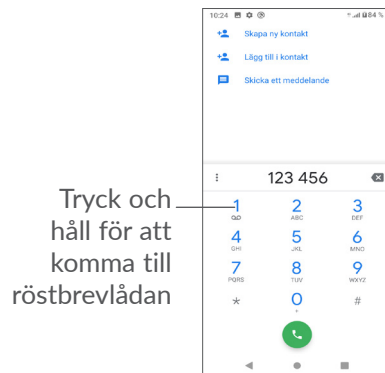 10:24 84 %
Skapa ny kontakt
Lägg till i kontakt
Skicka ett meddelande
123 456
Tryck och
håll för att
komma till
röstbrevlådan
1 2 3
ABC DEF
4 5 6
GHI JKL MNO
7 8 9
PQRS TUV WXYZ
* 0 #
+